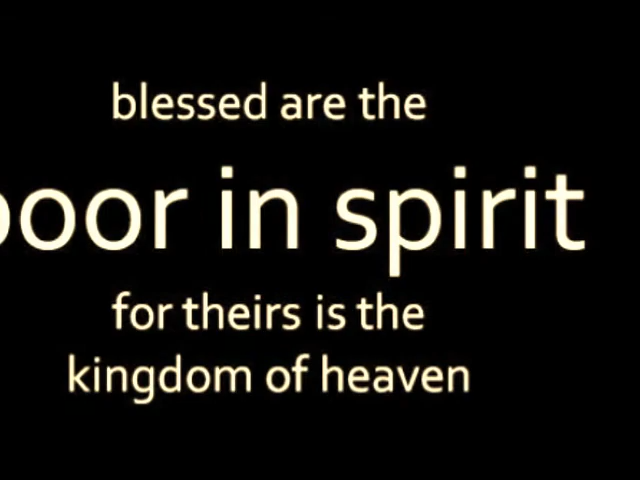 blessed are the
poor in spirit
for theirs is the
kingdom of heaven